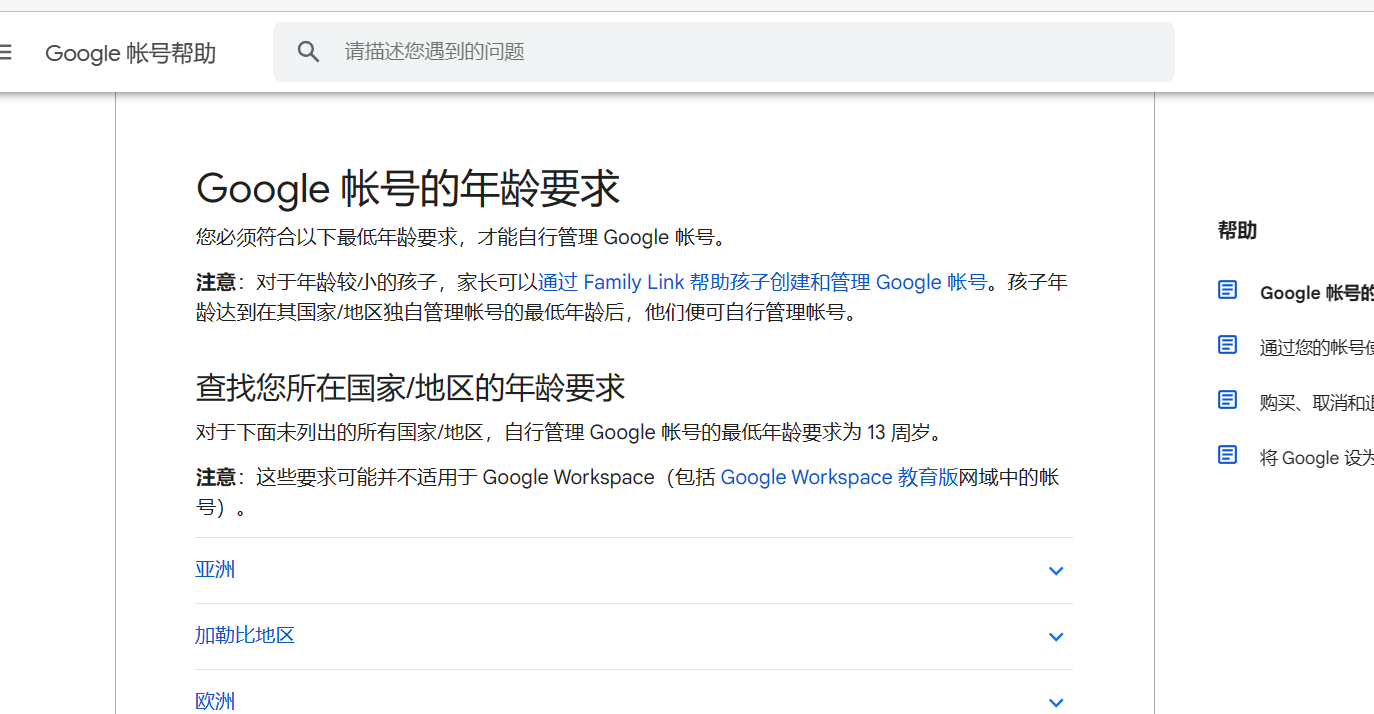 Google 帐号帮助
请描述您遇到的问题
Google 帐号的年龄要求
您必须符合以下最低年龄要求，才能自行管理 Google 帐号。
注意：对于年龄较小的孩子，家长可以通过 Family Link 帮助孩子创建和管理 Google 帐号。孩子年
龄达到在其国家/地区独自管理帐号的最低年龄后，他们便可自行管理帐号。
查找您所在国家/地区的年龄要求
对于下面未列出的所有国家/地区，自行管理 Google 帐号的最低年龄要求为 13 周岁。
注意：这些要求可能并不适用于 Google Workspace（包括 Google Workspace 教育版网域中的帐
号）。
亚洲
加勒比地区
欧洲
帮助
Google 帐号的
通过您的帐号使
购买、取消和退
将 Google 设为